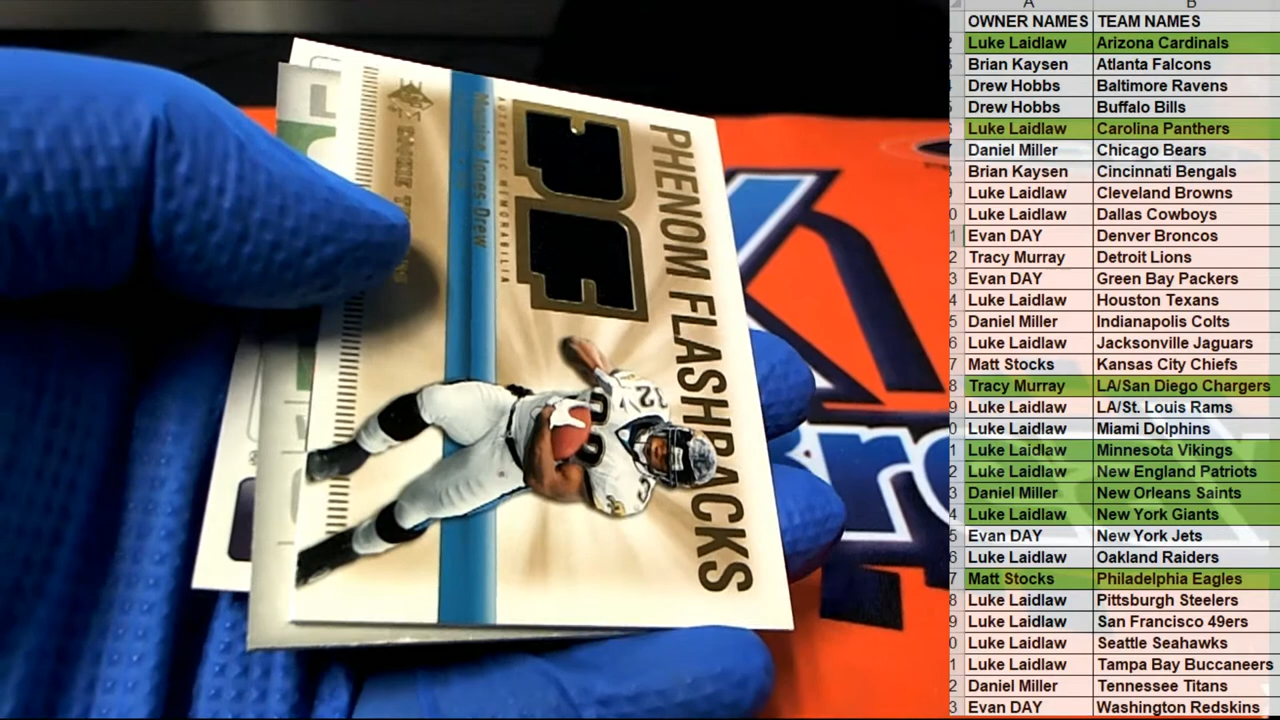 PHENOM FLASHBACKS
AUTHENTIC MEMORABILIA
Maurice Jones-Drew
ROOKIE
32
A B
OWNER NAMES TEAM NAMES
Luke Laidlaw Arizona Cardinals
Brian Kaysen Atlanta Falcons
Drew Hobbs Baltimore Ravens
Drew Hobbs Buffalo Bills
Luke Laidlaw Carolina Panthers
Daniel Miller Chicago Bears
Brian Kaysen Cincinnati Bengals
Luke Laidlaw Cleveland Browns
Luke Laidlaw Dallas Cowboys
Evan DAY Denver Broncos
Tracy Murray Detroit Lions
Evan DAY Green Bay Packers
Luke Laidlaw Houston Texans
Daniel Miller Indianapolis Colts
Luke Laidlaw Jacksonville Jaguars
Matt Stocks Kansas City Chiefs
Tracy Murray LA/San Diego Chargers
Luke Laidlaw LA/St. Louis Rams
Luke Laidlaw Miami Dolphins
Luke Laidlaw Minnesota Vikings
Luke Laidlaw New England Patriots
Daniel Miller New Orleans Saints
Luke Laidlaw New York Giants
Evan DAY New York Jets
Luke Laidlaw Oakland Raiders
Matt Stocks Philadelphia Eagles
Luke Laidlaw Pittsburgh Steelers
Luke Laidlaw San Francisco 49ers
Luke Laidlaw Seattle Seahawks
Luke Laidlaw Tampa Bay Buccaneers
Daniel Miller Tennessee Titans
Evan DAY Washington Redskins